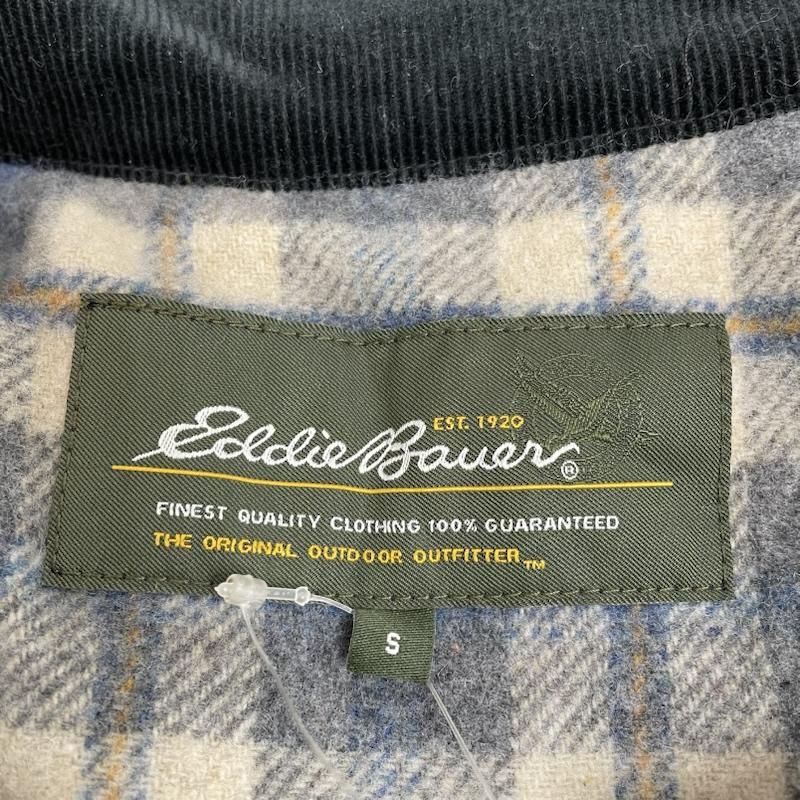 EST. 1920
Eddie Bauer®
FINEST QUALITY CLOTHING 100% GUARANTEED
THE ORIGINAL OUTDOOR OUTFITTER™
S